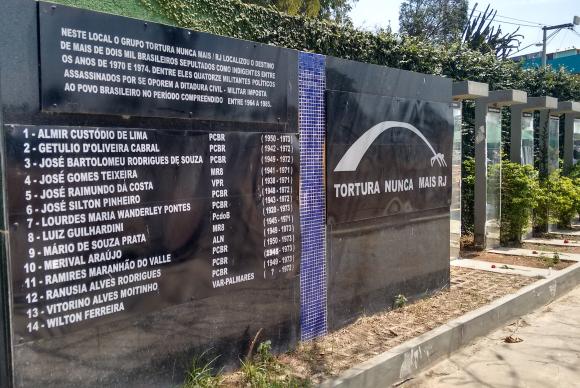 NESTE LOCAL O GRUPO TORTURA NUNCA MAIS / RJ LOCALIZOU O DESTINO
DE MAIS DE DOIS MIL BRASILEIROS SEPULTADOS COMO INDIGENTES ENTRE
OS ANOS DE 1970 E 1974. DENTRE ELES QUATORZE MILITANTES POLÍTICOS
ASSASSINADOS POR SE OPOREM A DITADURA CIVIL - MILITAR IMPOSTA
AO POVO BRASILEIRO NO PERÍODO COMPREENDIDO ENTRE 1964 A 1985.
1 - ALMIR CUSTÓDIO DE LIMA PCBR (1950 - 1973)
2 - GETULIO D'OLIVEIRA CABRAL PCBR (1942 - 1972)
3 - JOSÉ BARTOLOMEU RODRIGUES DE SOUZA PCBR
4 - JOSÉ GOMES TEIXEIRA MR8
5 - JOSÉ RAIMUNDO DA COSTA VPR
6 - JOSÉ SILTON PINHEIRO PCBR
7 - LOURDES MARIA WANDERLEY PONTES PCBR
8 - LUIZ GUILHARDINI PcdoB
9 - MÁRIO DE SOUZA PRATA MR8
10 - MERIVAL ARAÚJO ALN
11 - RAMIRES MARANHÃO DO VALLE PCBR
12 - RANUSIA ALVES RODRIGUES PCBR
13 - VITORINO ALVES MOITINHO PCBR
14 - WILTON FERREIRA VAR-PALMARES ( ? - 1972)
TORTURA NUNCA MAIS RJ